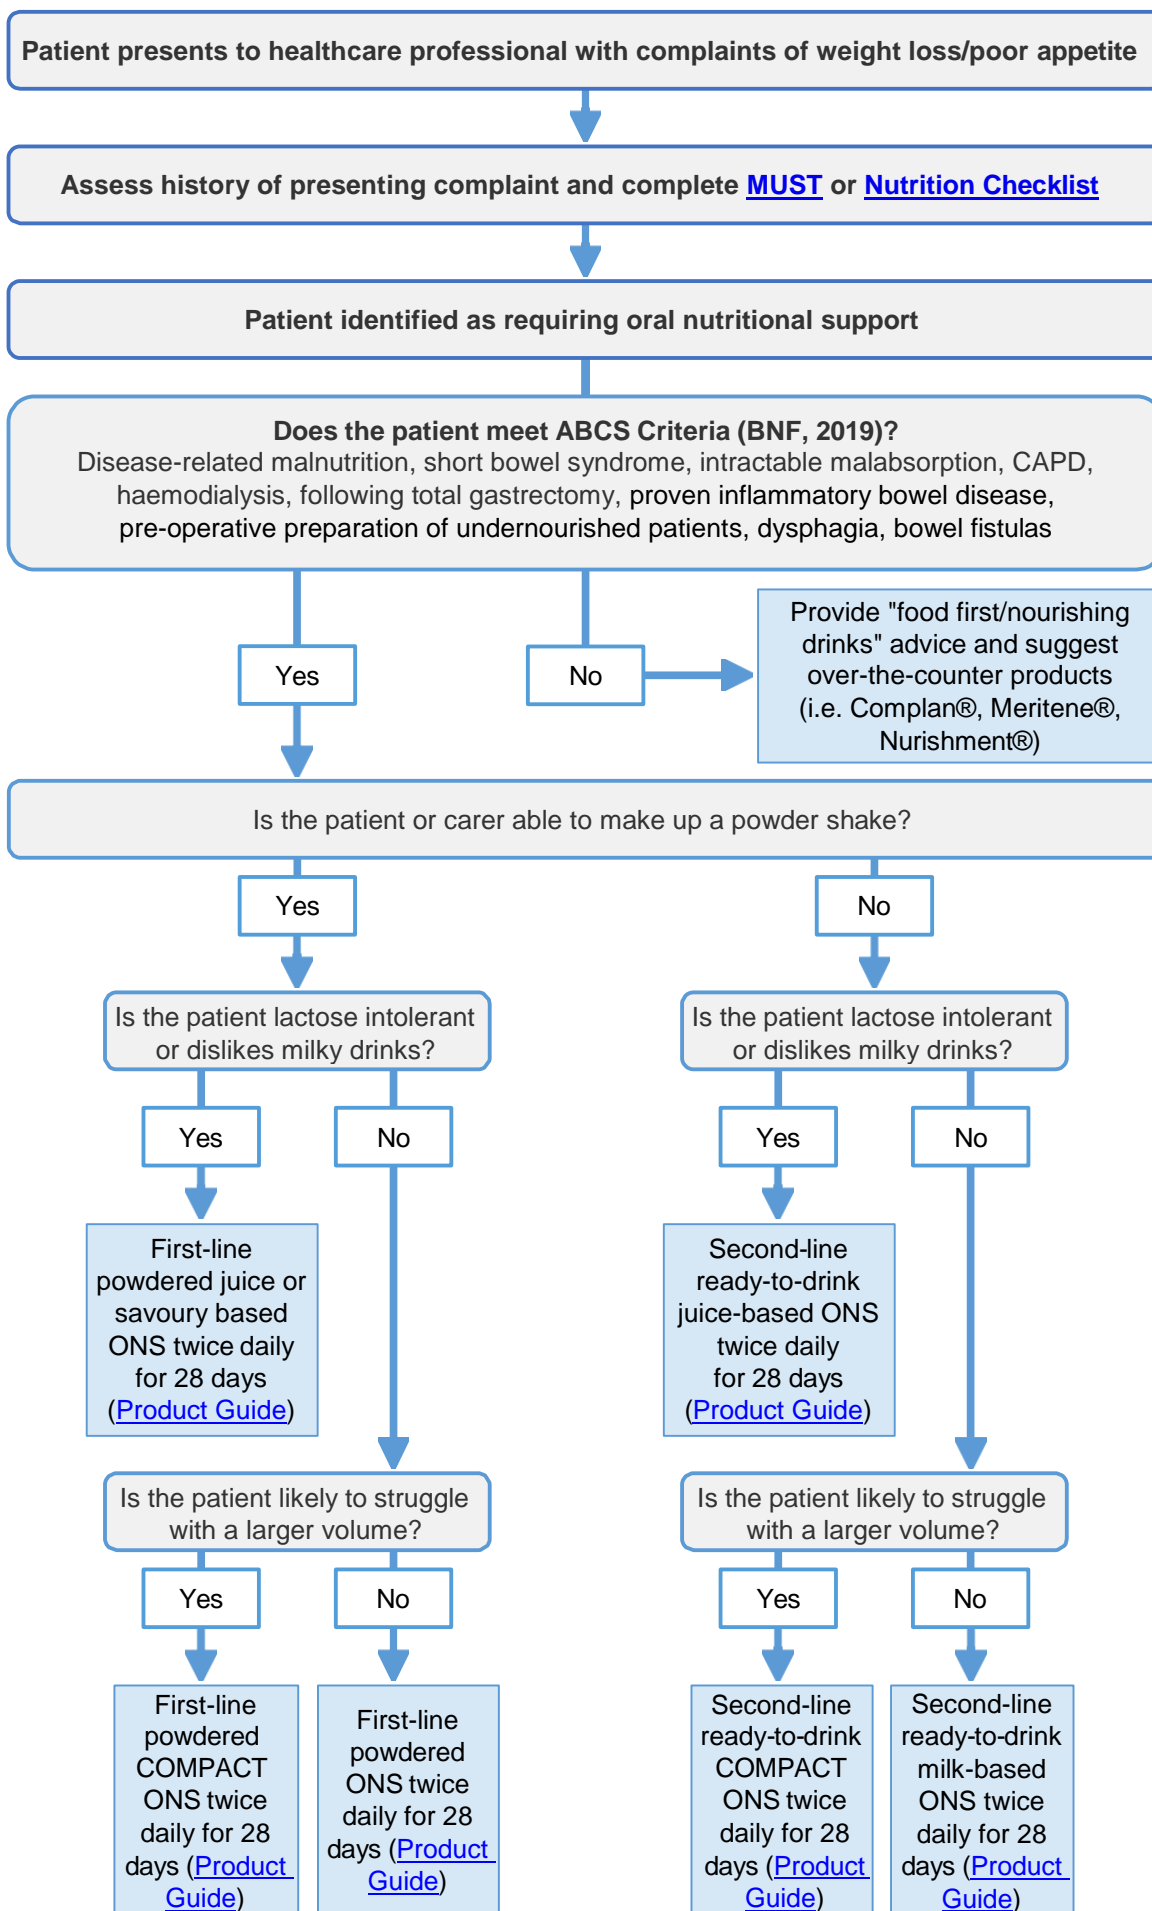 Patient presents to healthcare professional with complaints of weight loss/poor appetite
Assess history of presenting complaint and complete MUST or Nutrition Checklist
Patient identified as requiring oral nutritional support
Does the patient meet ABCS Criteria (BNF, 2019)?
Disease-related malnutrition, short bowel syndrome, intractable malabsorption, CAPD,
haemodialysis, following total gastrectomy, proven inflammatory bowel disease,
pre-operative preparation of undernourished patients, dysphagia, bowel fistulas
Yes
No
Provide "food first/nourishing
drinks" advice and suggest
over-the-counter products
(i.e. Complan®, Meritene®,
Nurishment®)
Is the patient or carer able to make up a powder shake?
Yes
No
Is the patient lactose intolerant
or dislikes milky drinks?
Is the patient lactose intolerant
or dislikes milky drinks?
Yes
No
Yes
No
First-line
powdered juice or
savoury based
ONS twice daily
for 28 days
(Product Guide)
Second-line
ready-to-drink
juice-based ONS
twice daily
for 28 days
(Product Guide)
Is the patient likely to struggle
with a larger volume?
Is the patient likely to struggle
with a larger volume?
Yes
No
Yes
No
First-line
powdered
COMPACT
ONS twice
daily for 28
days (Product
Guide)
First-line
powdered
ONS twice
daily for 28
days (Product
Guide)
Second-line
ready-to-drink
COMPACT
ONS twice
daily for 28
days (Product
Guide)
Second-line
ready-to-drink
milk-based
ONS twice
daily for 28
days (Product
Guide)